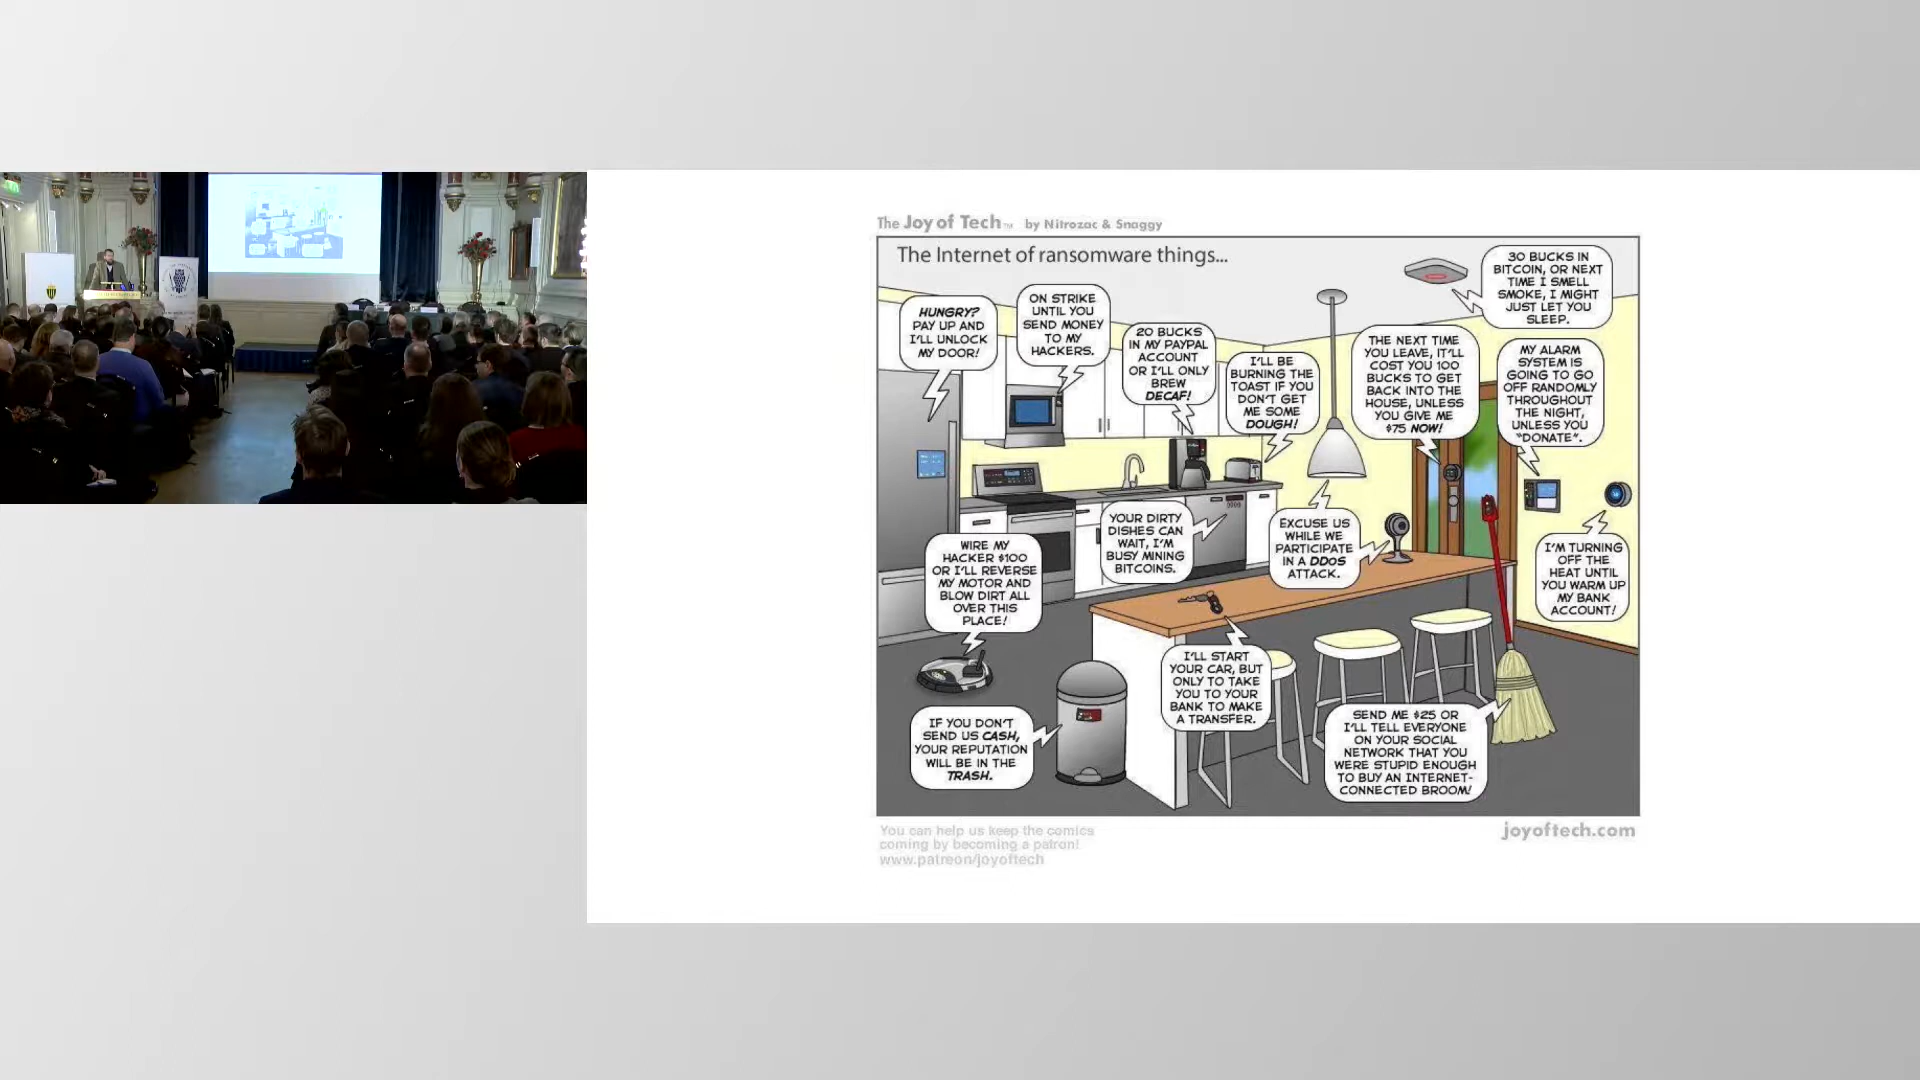 The Joy of Tech™ by Nitrozac & Snaggy
The Internet of ransomware things...
HUNGRY?
PAY UP AND
I'LL UNLOCK
MY DOOR!
ON STRIKE
UNTIL YOU
SEND MONEY
TO MY
HACKERS.
20 BUCKS
IN MY PAYPAL
ACCOUNT
OR I'LL ONLY
BREW
DECAF!
I'LL BE
BURNING THE
TOAST IF YOU
DON'T GET
ME SOME
DOUGH!
THE NEXT TIME
YOU LEAVE, IT'LL
COST YOU 100
BUCKS TO GET
BACK INTO THE
HOUSE, UNLESS
YOU GIVE ME
$75 NOW!
30 BUCKS IN
BITCOIN, OR NEXT
TIME I SMELL
SMOKE, I MIGHT
JUST LET YOU
SLEEP.
MY ALARM
SYSTEM IS
GOING TO GO
OFF RANDOMLY
THROUGHOUT
THE NIGHT,
UNLESS YOU
"DONATE".
WIRE MY
HACKER $100
OR I'LL REVERSE
MY MOTOR AND
BLOW DIRT ALL
OVER THIS
PLACE!
YOUR DIRTY
DISHES CAN
WAIT, I'M
BUSY MINING
BITCOINS.
EXCUSE US
WHILE WE
PARTICIPATE
IN A DDOS
ATTACK.
I'M TURNING
OFF THE
HEAT UNTIL
YOU WARM UP
MY BANK
ACCOUNT!
IF YOU DON'T
SEND US CASH,
YOUR REPUTATION
WILL BE IN THE
TRASH.
I'LL START
YOUR CAR, BUT
ONLY TO TAKE
YOU TO YOUR
BANK TO MAKE
A TRANSFER.
SEND ME $25 OR
I'LL TELL EVERYONE
ON YOUR SOCIAL
NETWORK THAT YOU
WERE STUPID ENOUGH
TO BUY AN INTERNET-
CONNECTED BROOM!
You can help us keep the comics
coming by becoming a patron!
www.patreon/joyoftech
joyoftech.com